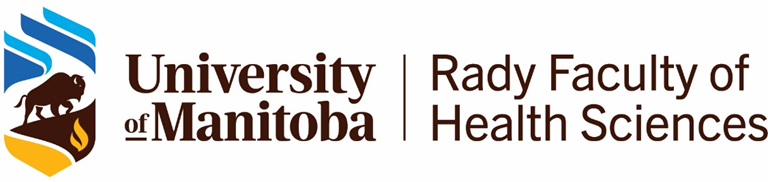 University
of Manitoba
Rady Faculty of
Health Sciences